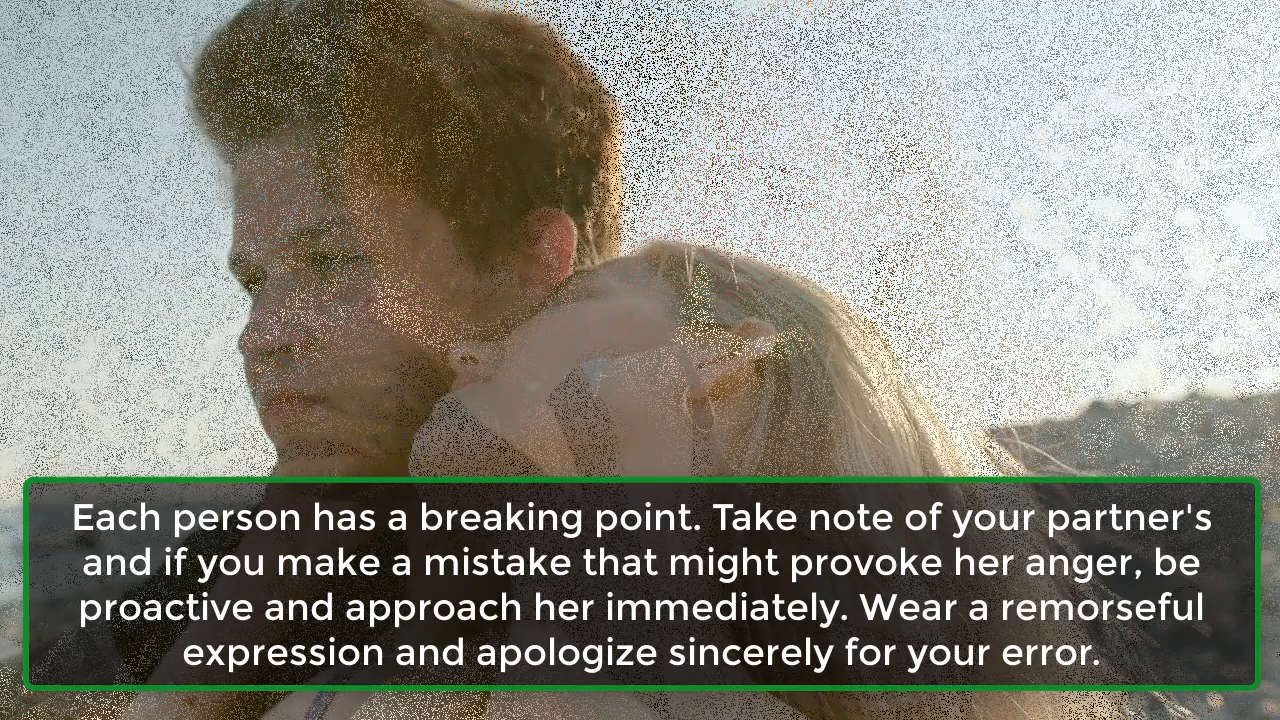 Each person has a breaking point. Take note of your partner's
and if you make a mistake that might provoke her anger, be
proactive and approach her immediately. Wear a remorseful
expression and apologize sincerely for your error.